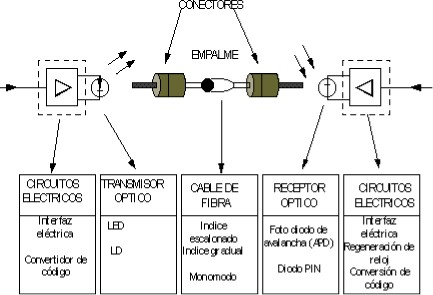 CONECTORES
EMPALME
CIRCUITOS
ELECTRICOS
Interfaz
eléctrica
Convertidor de
código
TRANSMISOR
OPTICO
LED
LD
CABLE DE
FIBRA
Indice
escalonado
Indice gradual
Monomodo
RECEPTOR
OPTICO
Foto diodo de
avalancha (APD)
Diodo PIN
CIRCUITOS
ELECTRICOS
Interfaz
eléctrica
Regeneración de
reloj
Conversión de
código